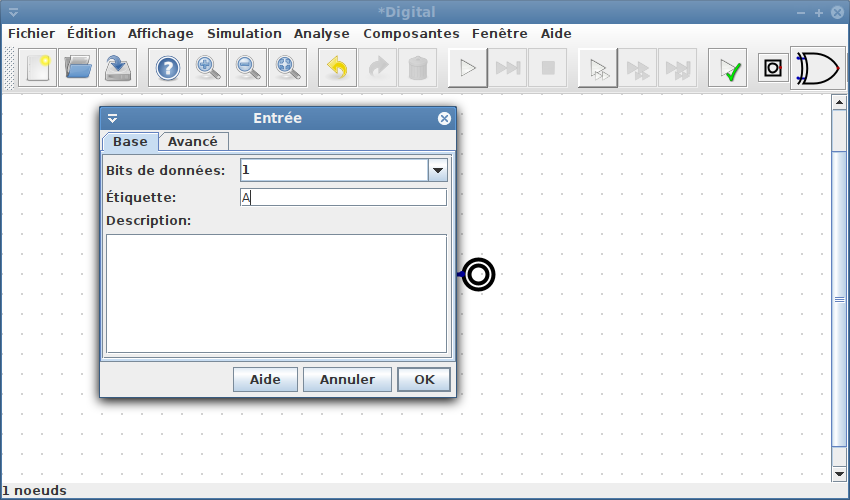 *Digital
Fichier Édition Affichage Simulation Analyse Composantes Fenêtre Aide
Entrée
Base Avancé
Bits de données: 1
Étiquette: A
Description:
Aide Annuler OK
1 noeuds